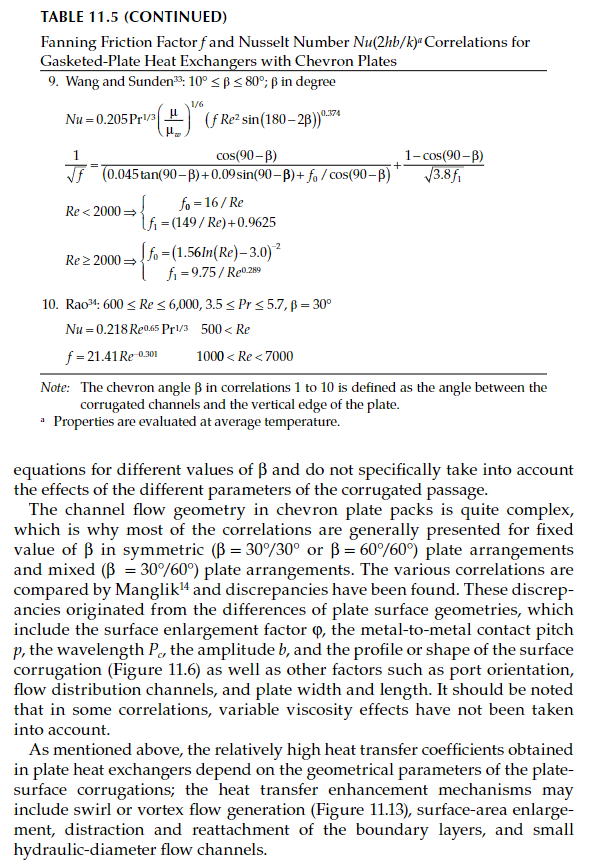 TABLE 11.5 (CONTINUED)
Fanning Friction Factor f and Nusselt Number Nu(2hb/k)ᵃ Correlations for
Gasketed-Plate Heat Exchangers with Chevron Plates
9. Wang and Sunden³³: 10° ≤ β ≤ 80°; β in degree
Nu = 0.205Pr^{1/3}(μ/μ_w)^{1/6}(f Re² sin(180 – 2β))^{0.374}
1/√f = cos(90 – β)/(0.045tan(90 – β) + 0.09sin(90 – β) + f₀ / cos(90 – β) + 1 – cos(90 – β)/√3.8f₁
Re < 2000 ⇒ { f₀ = 16 / Re
f₁ = (149 / Re) + 0.9625
Re ≥ 2000 ⇒ { f₀ = (1.56ln(Re) – 3.0)⁻²
f₁ = 9.75 / Re^{0.289}
10. Rao³⁴: 600 ≤ Re ≤ 6,000, 3.5 ≤ Pr ≤ 5.7, β = 30°
Nu = 0.218 Re^{0.65} Pr^{1/3} 500 < Re
f = 21.41 Re^{–0.301} 1000 < Re < 7000
Note: The chevron angle β in correlations 1 to 10 is defined as the angle between the
corrugated channels and the vertical edge of the plate.
ᵃ Properties are evaluated at average temperature.
equations for different values of β and do not specifically take into account
the effects of the different parameters of the corrugated passage.
The channel flow geometry in chevron plate packs is quite complex,
which is why most of the correlations are generally presented for fixed
value of β in symmetric (β = 30°/30° or β = 60°/60°) plate arrangements
and mixed (β = 30°/60°) plate arrangements. The various correlations are
compared by Manglik¹⁴ and discrepancies have been found. These discrep-
ancies originated from the differences of plate surface geometries, which
include the surface enlargement factor φ, the metal-to-metal contact pitch
p, the wavelength P_c, the amplitude b, and the profile or shape of the surface
corrugation (Figure 11.6) as well as other factors such as port orientation,
flow distribution channels, and plate width and length. It should be noted
that in some correlations, variable viscosity effects have not been taken
into account.
As mentioned above, the relatively high heat transfer coefficients obtained
in plate heat exchangers depend on the geometrical parameters of the plate-
surface corrugations; the heat transfer enhancement mechanisms may
include swirl or vortex flow generation (Figure 11.13), surface-area enlarge-
ment, distraction and reattachment of the boundary layers, and small
hydraulic-diameter flow channels.